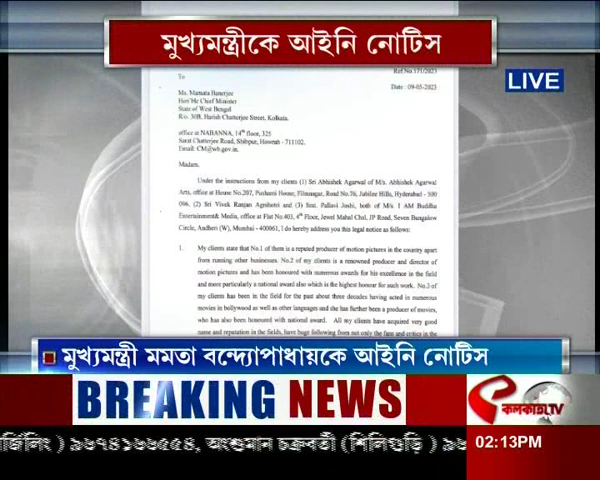 মুখ্যমন্ত্রীকে আইনি নোটিস
LIVE
Ref.No.171/2023
To
Date : 09-05-2023
Ms. Mamata Banerjee
Hon'ble Chief Minister
State of West Bengal
R/o. 30B, Harish Chatterjee Street, Kolkata.
office at NABANNA, 14th floor, 325
Sarat Chatterjee Road, Shibpur, Howrah - 711102.
Email: CM@wb.gov.in.
Madam,
Under the instructions from my clients (1) Sri Abhishek Agarwal of M/s. Abhishek Agarwal
Arts, office at House No.207, Pushami House, Filmnagar, Road No.76, Jubilee Hills, Hyderabad - 500
096, (2) Sri Vivek Ranjan Agnihotri and (3) Smt. Pallavi Joshi, both of M/s I AM Buddha
Entertainment & Media, office at Flat No.403, 4th Floor, Jewel Mahal Chol, JP Road, Seven Bungalow
Circle, Andheri (W), Mumbai - 400061, I do hereby address you this legal notice as follows:
1. My clients state that No.1 of them is a reputed producer of motion pictures in the country apart
from running other businesses. No.2 of my clients is a renowned producer and director of
motion pictures and has been honoured with numerous awards for his excellence in the field
and more particularly a national award also which is the highest honour for such work. No.3 of
my clients has been in the field for the past about three decades having acted in numerous
movies in bollywood as well as other languages and she has further been a producer of movies,
who has also been honoured with national award. All my clients have acquired very good
name and reputation in the fields, have huge following from not only the fans and critics in the
মুখ্যমন্ত্রী মমতা বন্দ্যোপাধ্যায়কে আইনি নোটিস
BREAKING NEWS
কলকাতা TV
র্জিলিং ) ৯৬৭৪১৬৬৫৫৪, অংশুমান চক্রবর্তী (শিলিগুড়ি ) ৯৬
02:13PM